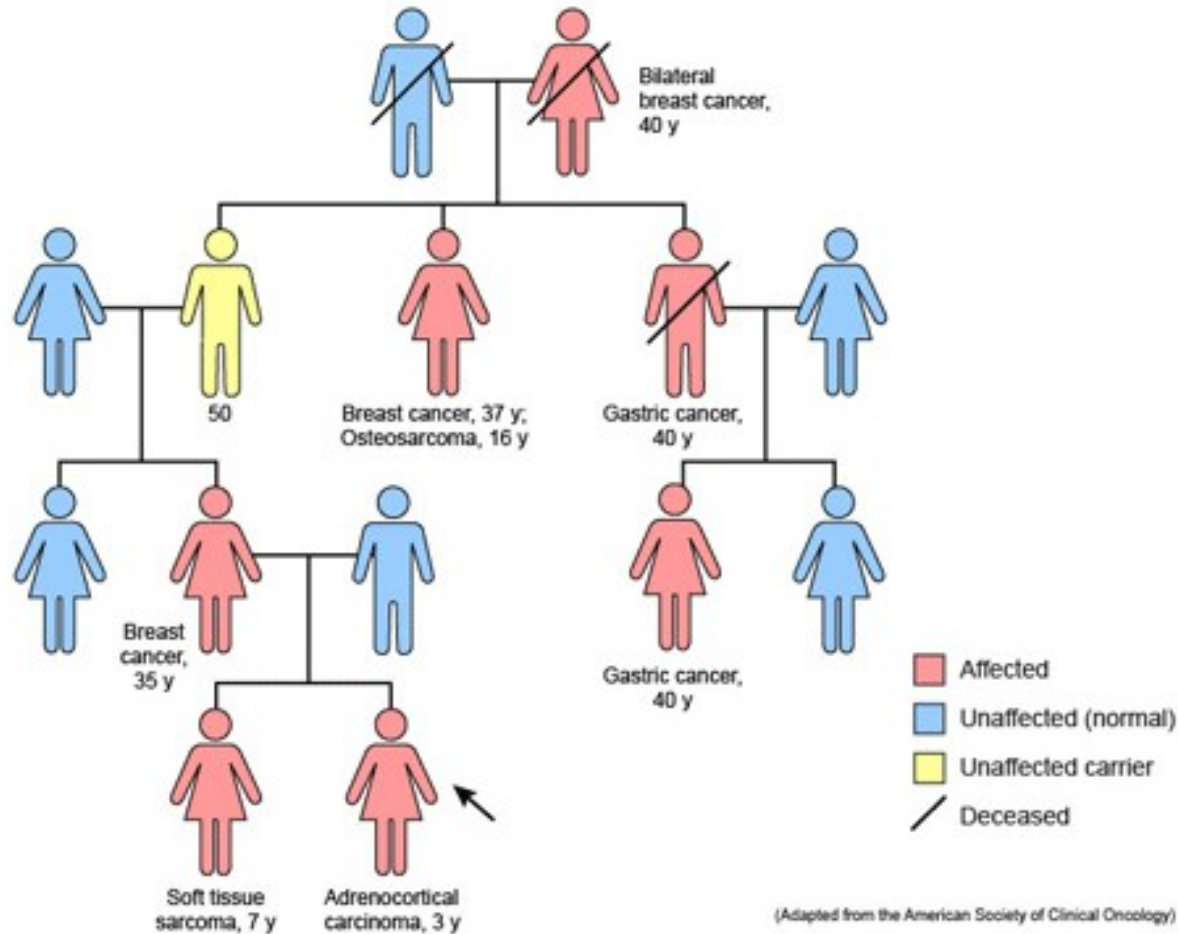 Bilateral
breast cancer,
40 y
50
Breast cancer, 37 y;
Osteosarcoma, 16 y
Gastric cancer,
40 y
Breast
cancer,
35 y
Gastric cancer,
40 y
Affected
Unaffected (normal)
Unaffected carrier
Deceased
Soft tissue
sarcoma, 7 y
Adrenocortical
carcinoma, 3 y
(Adapted from the American Society of Clinical Oncology)